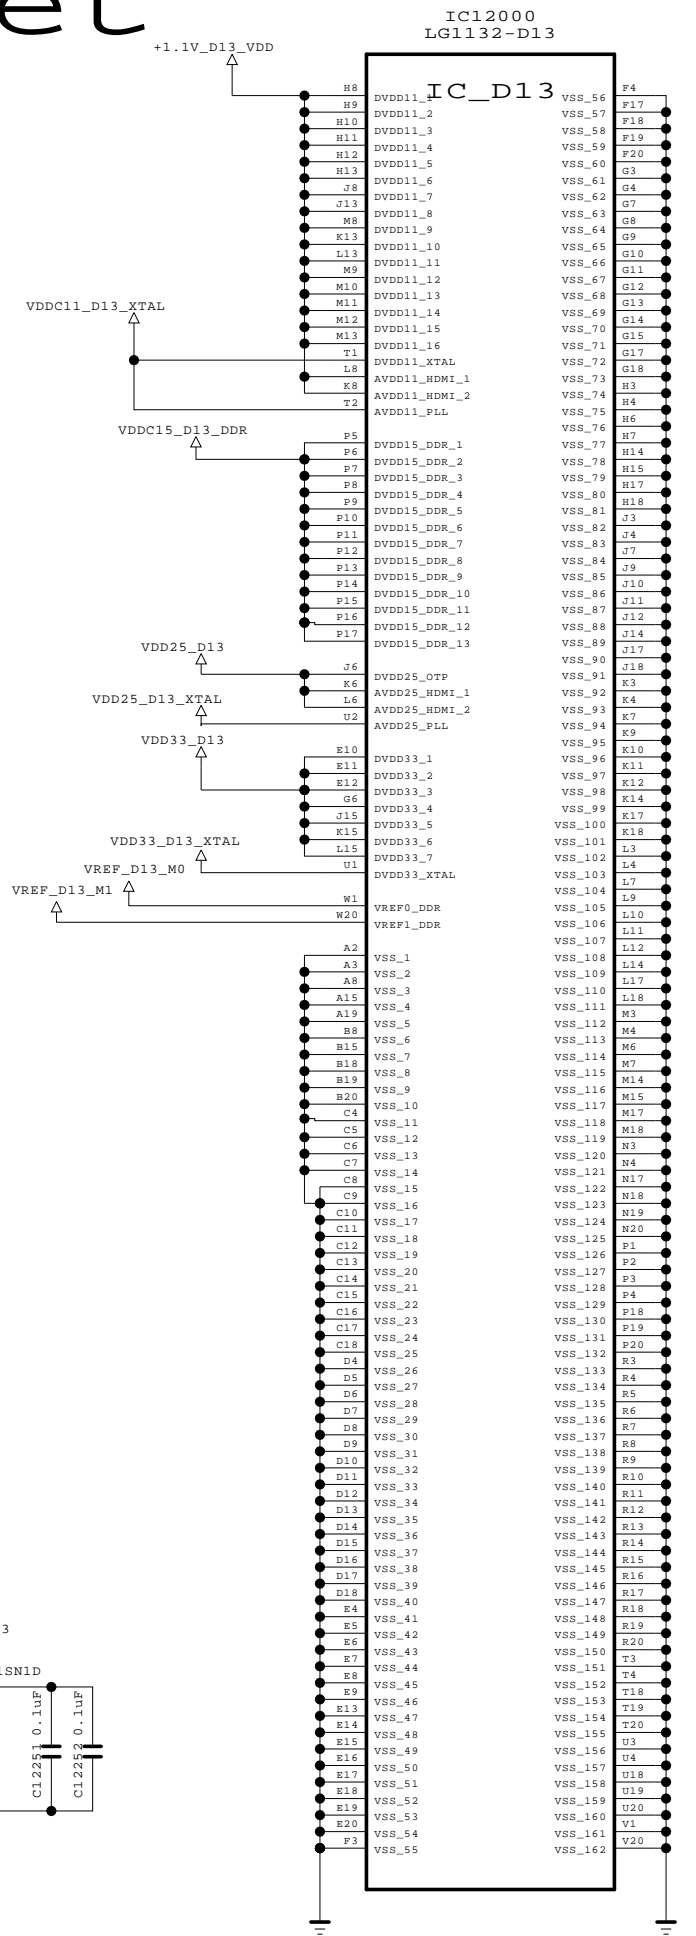 et
IC12000
LG1132-D13
+1.1V_D13_VDD
IC_D13
H8 DVDD11_1 VSS_56 F4
H9 DVDD11_2 VSS_57 F17
H10 DVDD11_3 VSS_58 F18
H11 DVDD11_4 VSS_59 F19
H12 DVDD11_5 VSS_60 F20
H13 DVDD11_6 VSS_61 G3
J8 DVDD11_7 VSS_62 G4
J13 DVDD11_8 VSS_63 G7
M8 DVDD11_9 VSS_64 G8
K13 DVDD11_10 VSS_65 G9
L13 DVDD11_11 VSS_66 G10
M9 DVDD11_12 VSS_67 G11
M10 DVDD11_13 VSS_68 G12
VDDC11_D13_XTAL
M11 DVDD11_14 VSS_69 G13
M12 DVDD11_15 VSS_70 G14
M13 DVDD11_16 VSS_71 G15
T1 DVDD11_XTAL VSS_72 G17
L8 AVDD11_HDMI_1 VSS_73 G18
K8 AVDD11_HDMI_2 VSS_74 H3
T2 AVDD11_PLL VSS_75 H4
VSS_76 H6
VDDC15_D13_DDR
P5 DVDD15_DDR_1 VSS_77 H7
P6 DVDD15_DDR_2 VSS_78 H14
P7 DVDD15_DDR_3 VSS_79 H15
P8 DVDD15_DDR_4 VSS_80 H17
P9 DVDD15_DDR_5 VSS_81 H18
P10 DVDD15_DDR_6 VSS_82 J3
P11 DVDD15_DDR_7 VSS_83 J4
P12 DVDD15_DDR_8 VSS_84 J7
P13 DVDD15_DDR_9 VSS_85 J9
P14 DVDD15_DDR_10 VSS_86 J10
P15 DVDD15_DDR_11 VSS_87 J11
P16 DVDD15_DDR_12 VSS_88 J12
P17 DVDD15_DDR_13 VSS_89 J14
VDD25_D13
VSS_90 J17
J6 DVDD25_OTP VSS_91 J18
K6 AVDD25_HDMI_1 VSS_92 K3
VDD25_D13_XTAL
L6 AVDD25_HDMI_2 VSS_93 K4
U2 AVDD25_PLL VSS_94 K7
VDD33_D13
VSS_95 K9
E10 DVDD33_1 VSS_96 K10
E11 DVDD33_2 VSS_97 K11
E12 DVDD33_3 VSS_98 K12
G6 DVDD33_4 VSS_99 K14
J15 DVDD33_5 VSS_100 K17
K15 DVDD33_6 VSS_101 K18
VDD33_D13_XTAL
L15 DVDD33_7 VSS_102 L3
U1 DVDD33_XTAL VSS_103 L4
VREF_D13_M0
VREF_D13_M1
VSS_104 L7
W1 VREF0_DDR VSS_105 L9
W20 VREF1_DDR VSS_106 L10
VSS_107 L11
A2 VSS_1 VSS_108 L12
A3 VSS_2 VSS_109 L14
A8 VSS_3 VSS_110 L17
A15 VSS_4 VSS_111 L18
A19 VSS_5 VSS_112 M3
B8 VSS_6 VSS_113 M4
B15 VSS_7 VSS_114 M6
B18 VSS_8 VSS_115 M7
B19 VSS_9 VSS_116 M14
B20 VSS_10 VSS_117 M15
C4 VSS_11 VSS_118 M17
C5 VSS_12 VSS_119 M18
C6 VSS_13 VSS_120 N3
C7 VSS_14 VSS_121 N4
C8 VSS_15 VSS_122 N17
C9 VSS_16 VSS_123 N18
C10 VSS_17 VSS_124 N19
C11 VSS_18 VSS_125 N20
C12 VSS_19 VSS_126 P1
C13 VSS_20 VSS_127 P2
C14 VSS_21 VSS_128 P3
C15 VSS_22 VSS_129 P4
C16 VSS_23 VSS_130 P18
C17 VSS_24 VSS_131 P19
C18 VSS_25 VSS_132 P20
D4 VSS_26 VSS_133 R3
D5 VSS_27 VSS_134 R4
D6 VSS_28 VSS_135 R5
D7 VSS_29 VSS_136 R6
D8 VSS_30 VSS_137 R7
D9 VSS_31 VSS_138 R8
D10 VSS_32 VSS_139 R9
D11 VSS_33 VSS_140 R10
D12 VSS_34 VSS_141 R11
D13 VSS_35 VSS_142 R12
D14 VSS_36 VSS_143 R13
D15 VSS_37 VSS_144 R14
D16 VSS_38 VSS_145 R15
D17 VSS_39 VSS_146 R16
D18 VSS_40 VSS_147 R17
E4 VSS_41 VSS_148 R18
E5 VSS_42 VSS_149 R19
3
E6 VSS_43 VSS_150 R20
E7 VSS_44 VSS_151 T3
1SN1D
E8 VSS_45 VSS_152 T4
E9 VSS_46 VSS_153 T18
E13 VSS_47 VSS_154 T19
E14 VSS_48 VSS_155 T20
E15 VSS_49 VSS_156 U3
E16 VSS_50 VSS_157 U4
E17 VSS_51 VSS_158 U18
E18 VSS_52 VSS_159 U19
E19 VSS_53 VSS_160 U20
E20 VSS_54 VSS_161 V1
F3 VSS_55 VSS_162 V20
C12251 0.1uF
C12252 0.1uF